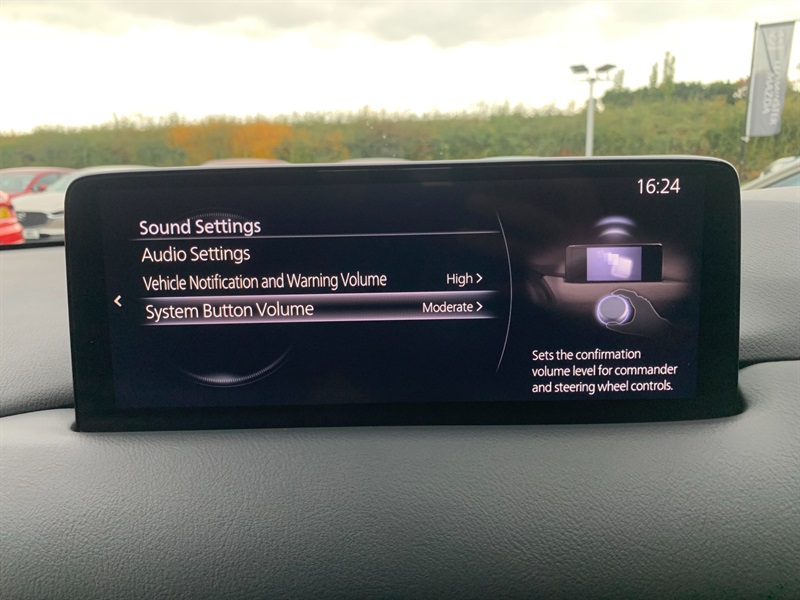 16:24
Sound Settings
Audio Settings
Vehicle Notification and Warning Volume High >
System Button Volume Moderate >
Sets the confirmation
volume level for commander
and steering wheel controls.
MAZDA